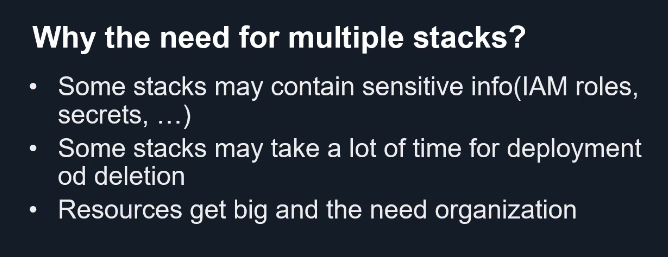 Why the need for multiple stacks?
• Some stacks may contain sensitive info(IAM roles,
secrets, …)
• Some stacks may take a lot of time for deployment
od deletion
• Resources get big and the need organization